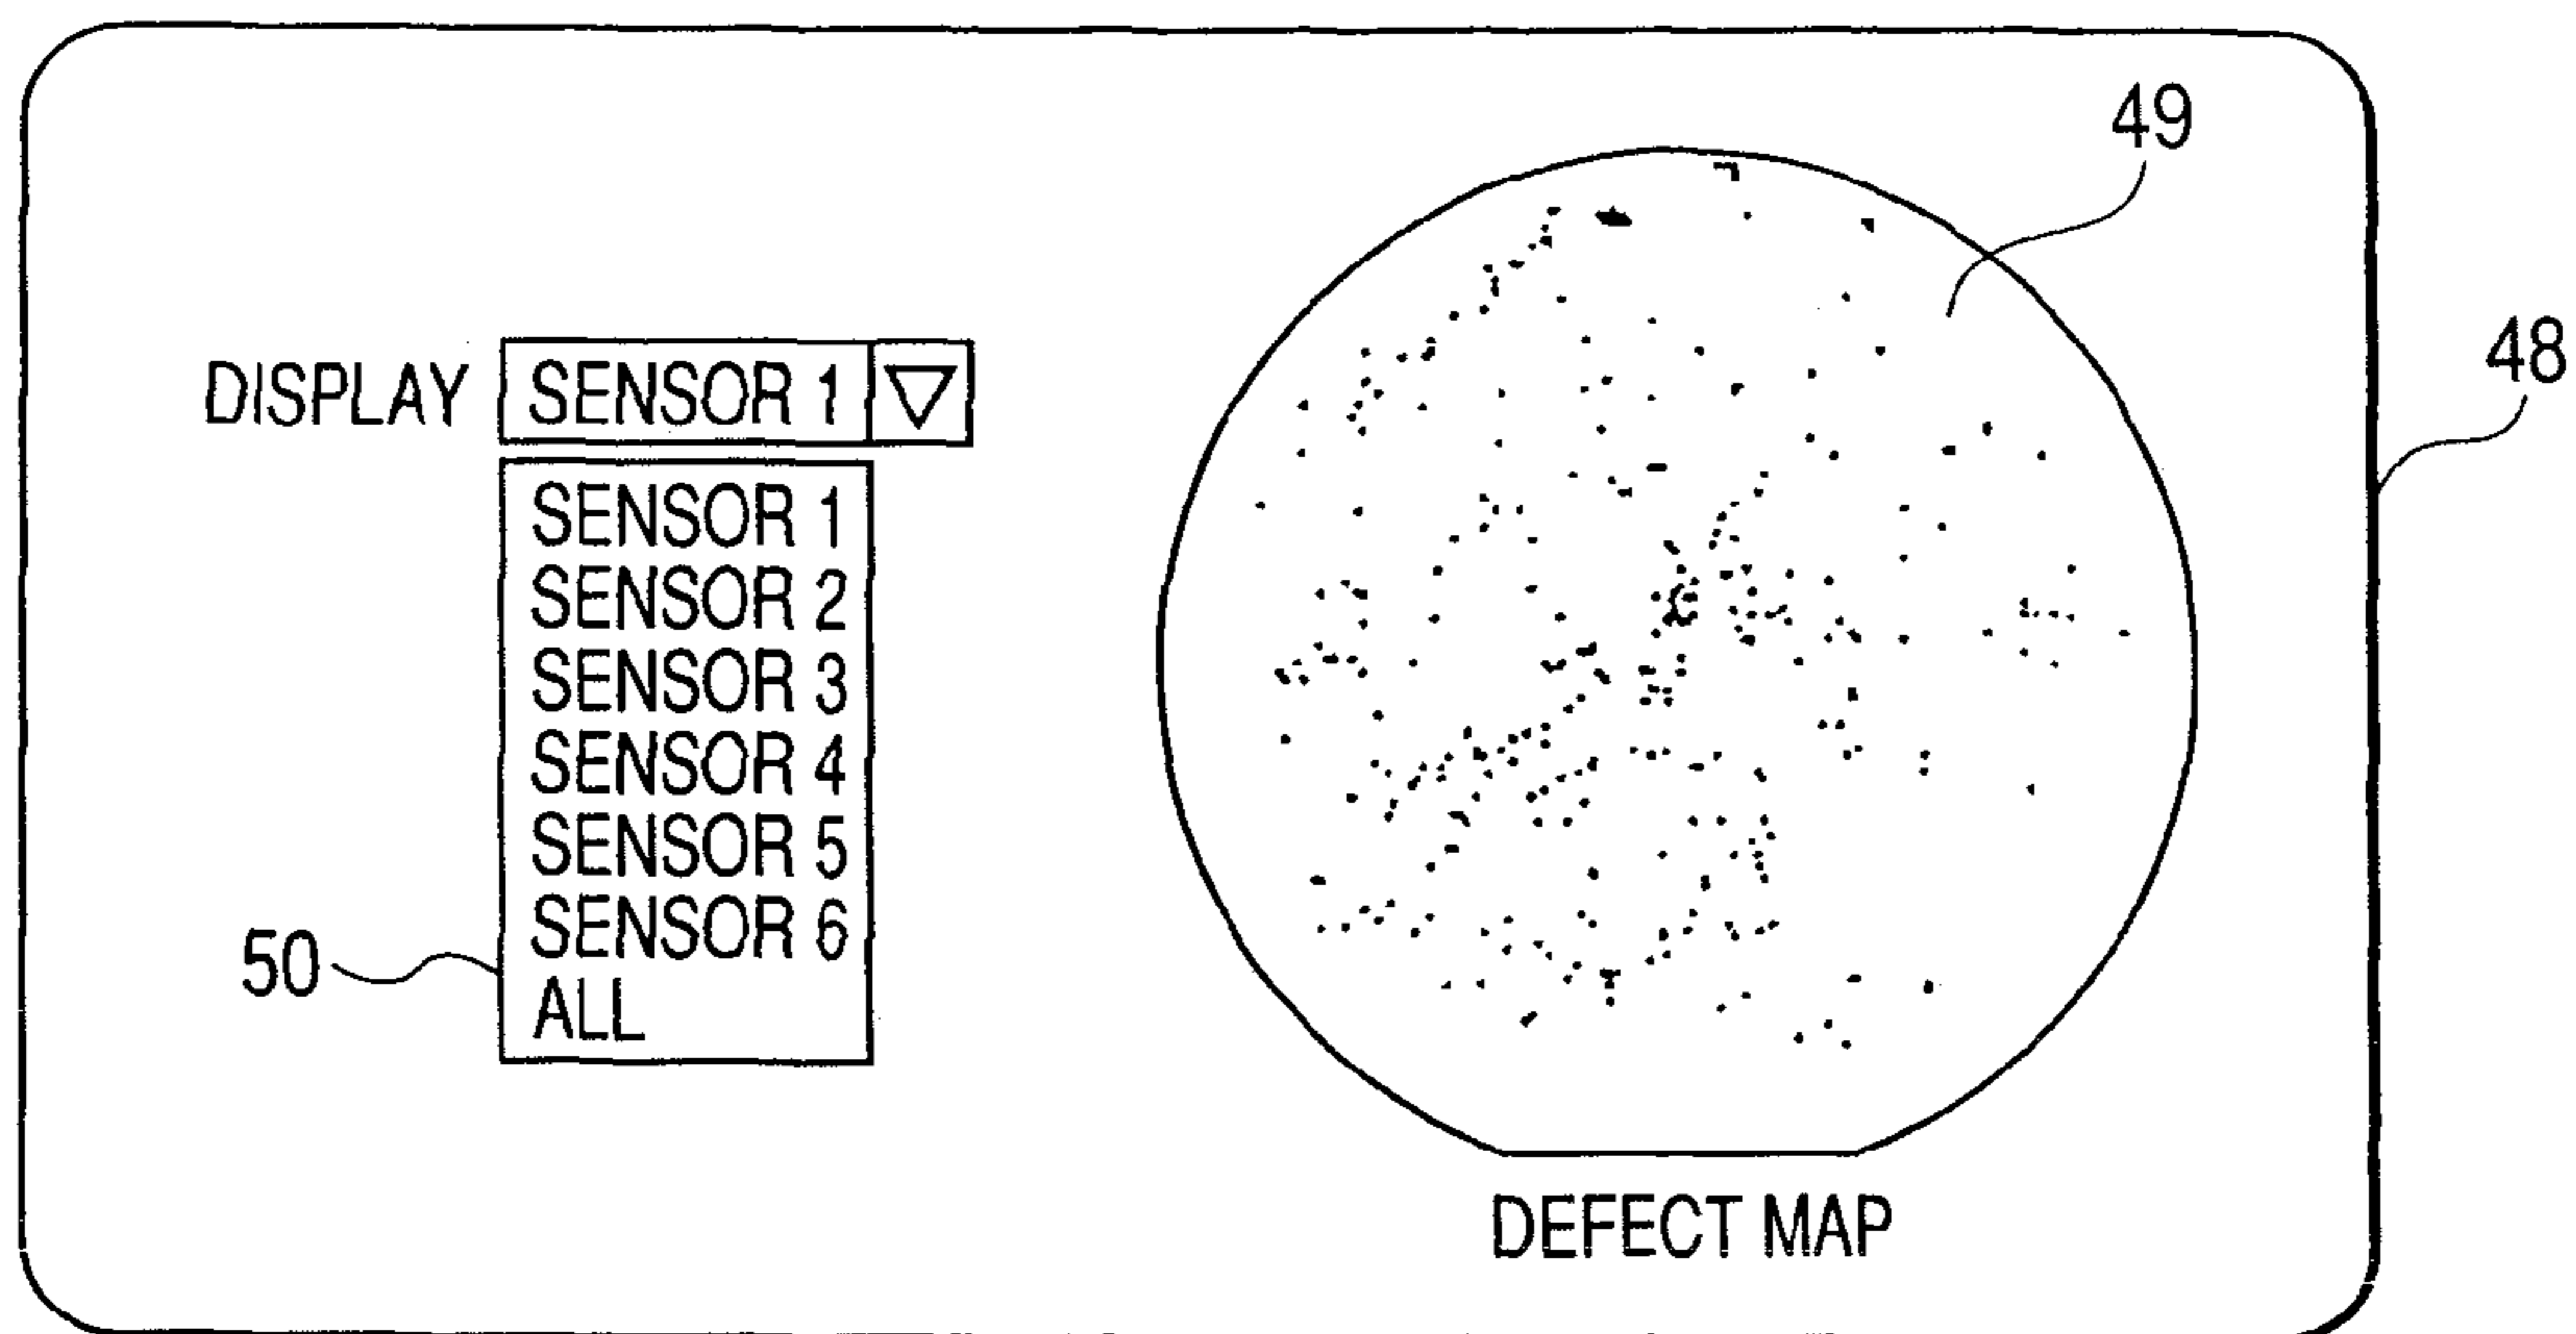 49
48
DISPLAY SENSOR 1
SENSOR 1
SENSOR 2
SENSOR 3
SENSOR 4
SENSOR 5
SENSOR 6
ALL
50
DEFECT MAP